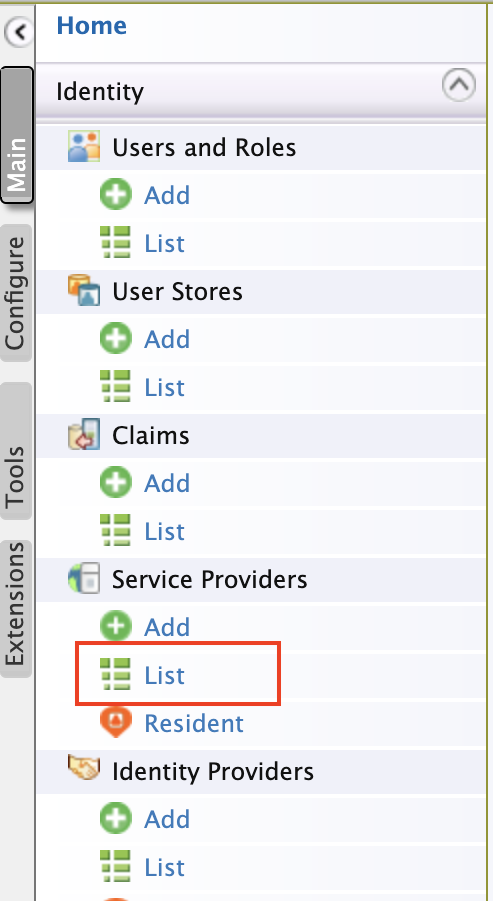 Home
Identity
Users and Roles
Add
List
User Stores
Add
List
Claims
Add
List
Service Providers
Add
List
Resident
Identity Providers
Add
List
Main
Configure
Tools
Extensions